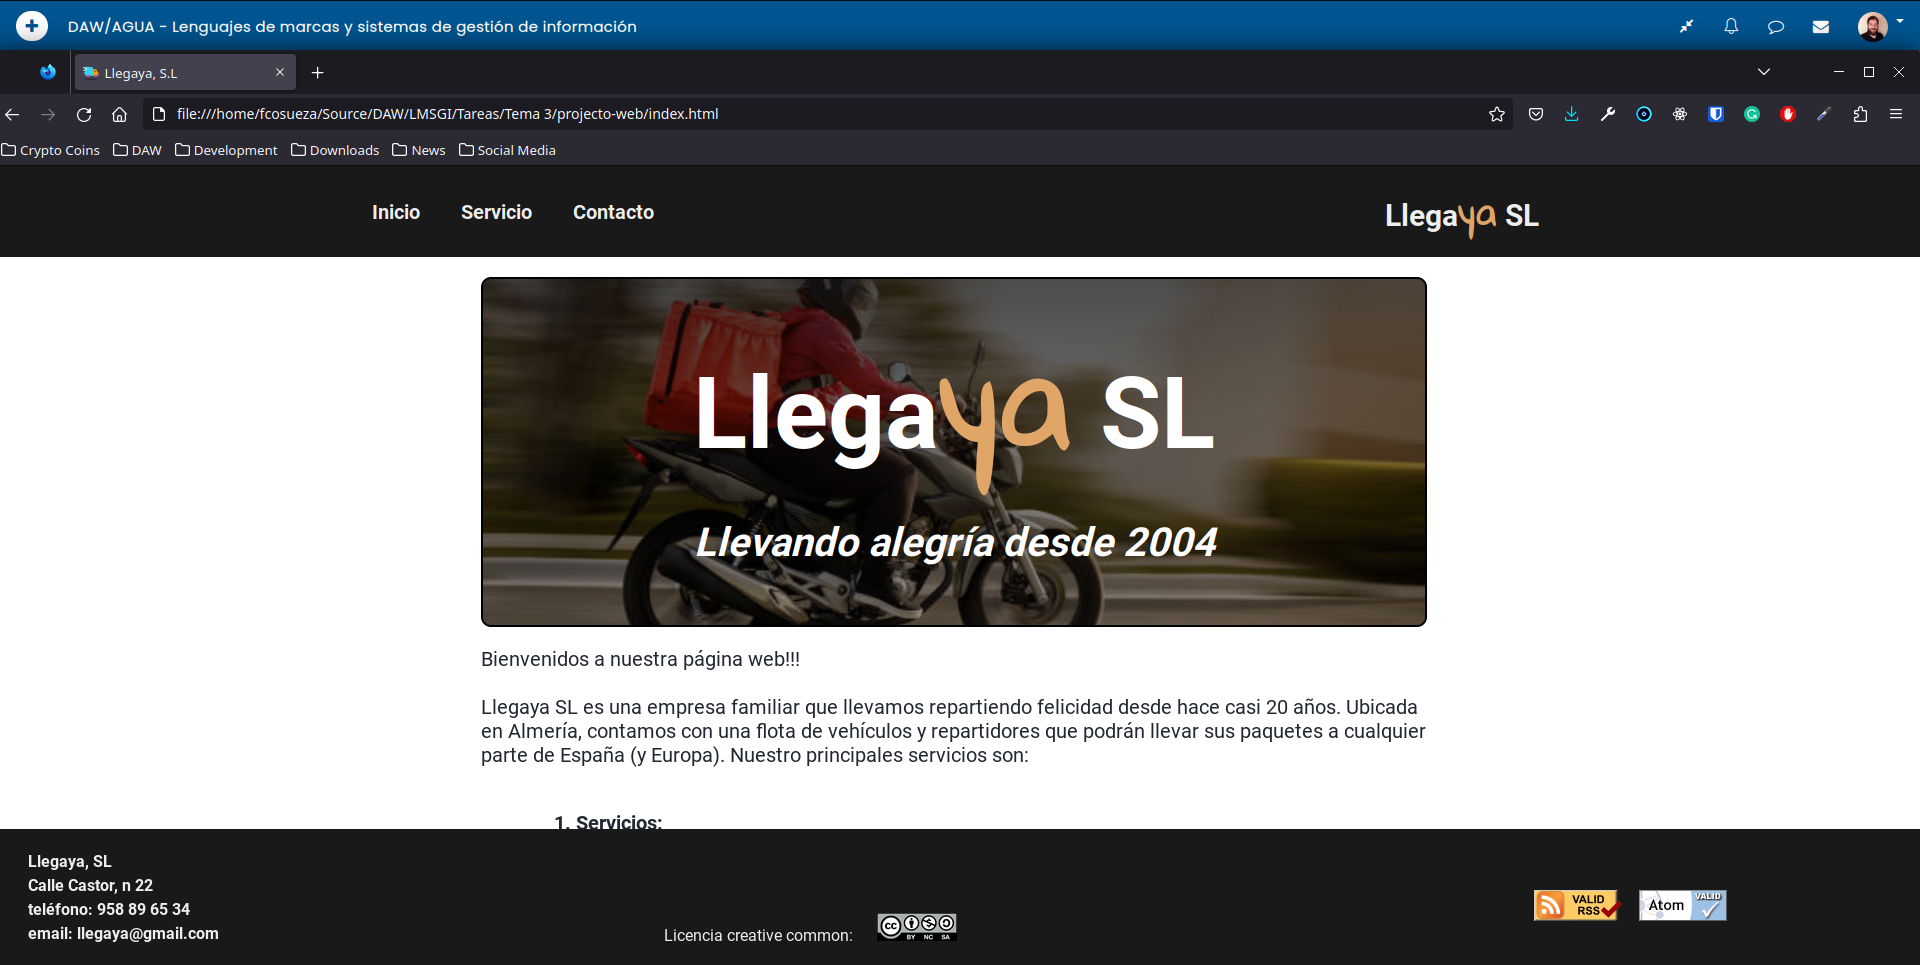 DAW/AGUA - Lenguajes de marcas y sistemas de gestión de información
Llegaya, S.L
file:///home/fcosueza/Source/DAW/LMSGI/Tareas/Tema 3/projecto-web/index.html
Crypto Coins DAW Development Downloads News Social Media
Inicio Servicio Contacto Llegaya SL
Llegaya SL
Llevando alegría desde 2004
Bienvenidos a nuestra página web!!!
Llegaya SL es una empresa familiar que llevamos repartiendo felicidad desde hace casi 20 años. Ubicada
en Almería, contamos con una flota de vehículos y repartidores que podrán llevar sus paquetes a cualquier
parte de España (y Europa). Nuestro principales servicios son:
1. Servicios:
Llegaya, SL
Calle Castor, n 22
teléfono: 958 89 65 34
email: llegaya@gmail.com
Licencia creative common:
cc BY NC SA
VALID
RSS
Atom VALID